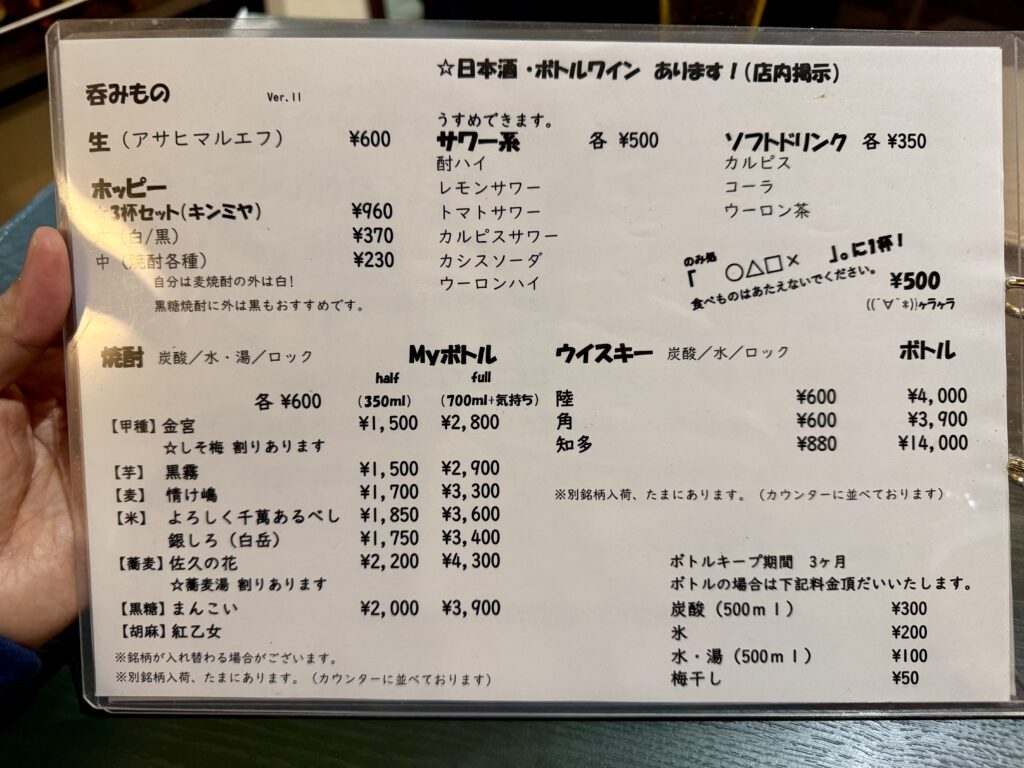 ☆日本酒・ボトルワイン あります！(店内掲示)
呑みもの Ver.11
生 (アサヒマルエフ) ¥600
ホッピー
☆3杯セット(キンミヤ) ¥960
(白/黒) ¥370
中 (焼酎各種) ¥230
自分は麦焼酎の外は白!
黒糖焼酎に外は黒もおすすめです。
うすめできます。
サワー系 各 ¥500
酎ハイ
レモンサワー
トマトサワー
カルピスサワー
カシスソーダ
ウーロンハイ
ソフトドリンク 各 ¥350
カルピス
コーラ
ウーロン茶
のみ処
「 ○△□× 」。に1杯！
食べものはあたえないでください。 ¥500
((´∀`*))ヶラヶラ
焼酎 炭酸／水・湯／ロック Myボトル
half full
各 ¥600 (350ml) (700ml+気持ち)
【甲種】金宮 ¥1,500 ¥2,800
☆しそ梅 割りあります
【芋】 黒霧 ¥1,500 ¥2,900
【麦】 情け嶋 ¥1,700 ¥3,300
【米】 よろしく千萬あるべし ¥1,850 ¥3,600
銀しろ（白岳） ¥1,750 ¥3,400
【蕎麦】佐久の花 ¥2,200 ¥4,300
☆蕎麦湯 割りあります
【黒糖】まんこい ¥2,000 ¥3,900
【胡麻】紅乙女
※銘柄が入れ替わる場合がございます。
※別銘柄入荷、たまにあります。（カウンターに並べております）
ウイスキー 炭酸／水／ロック ボトル
陸 ¥600 ¥4,000
角 ¥600 ¥3,900
知多 ¥880 ¥14,000
※別銘柄入荷、たまにあります。（カウンターに並べております）
ボトルキープ期間 3ヶ月
ボトルの場合は下記料金頂だいいたします。
炭酸（500ｍｌ） ¥300
氷 ¥200
水・湯（500ｍｌ） ¥100
梅干し ¥50